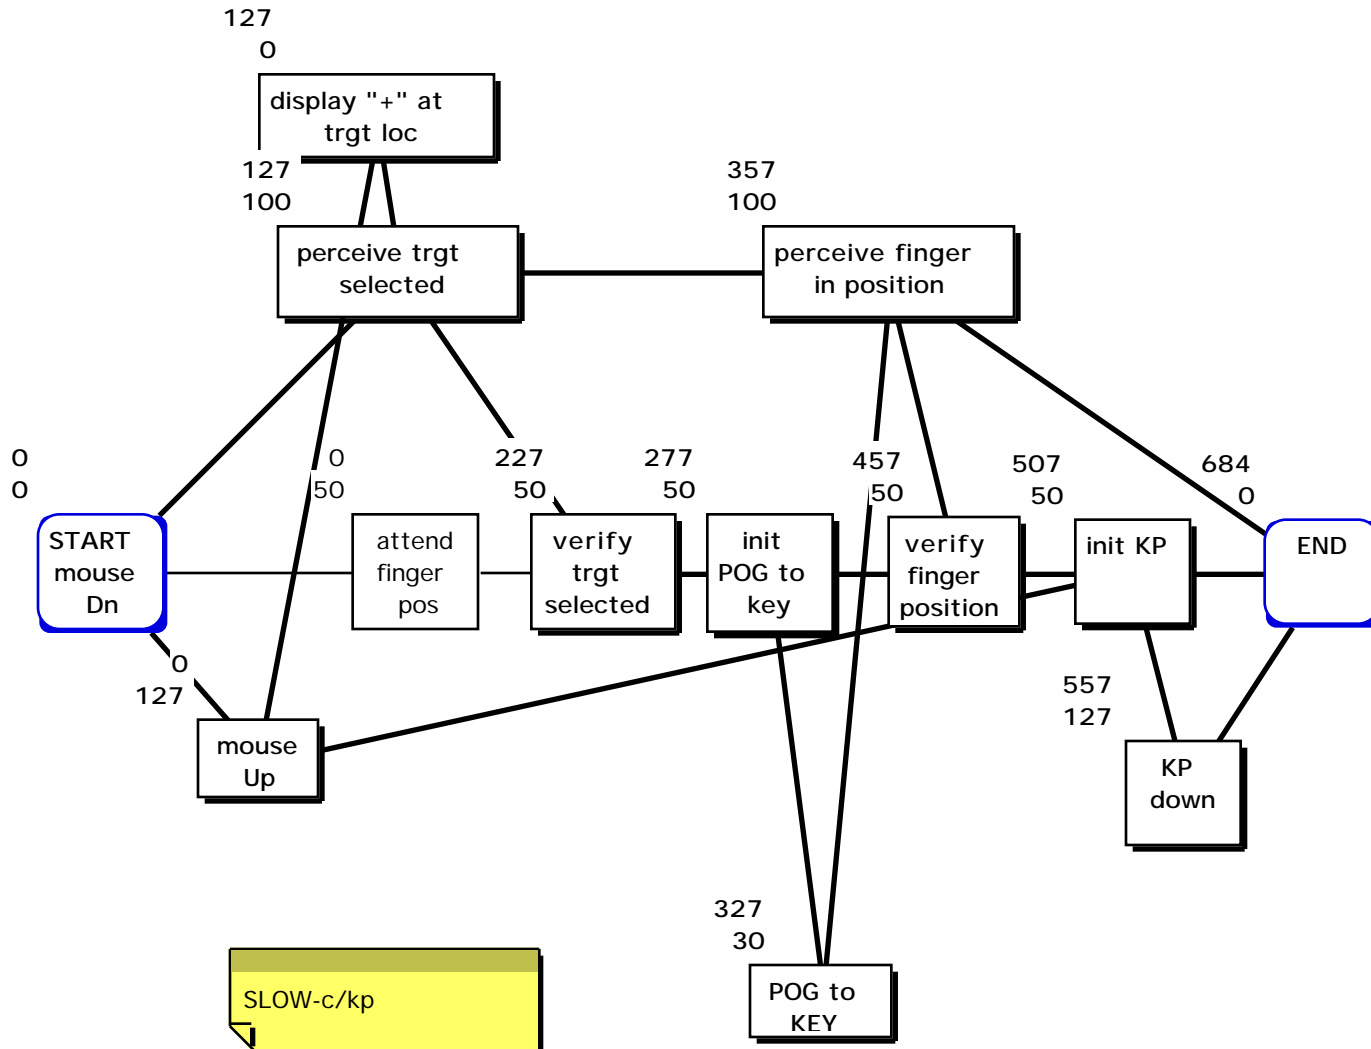 127
0
display "+" at
trgt loc
127
100
perceive trgt
selected
357
100
perceive finger
in position
0
0
START
mouse
Dn
0
50
attend
finger
pos
227
50
verify
trgt
selected
277
50
init
POG to
key
457
50
verify
finger
position
507
50
init KP
684
0
END
0
127
mouse
Up
557
127
KP
down
327
30
POG to
KEY
SLOW-c/kp